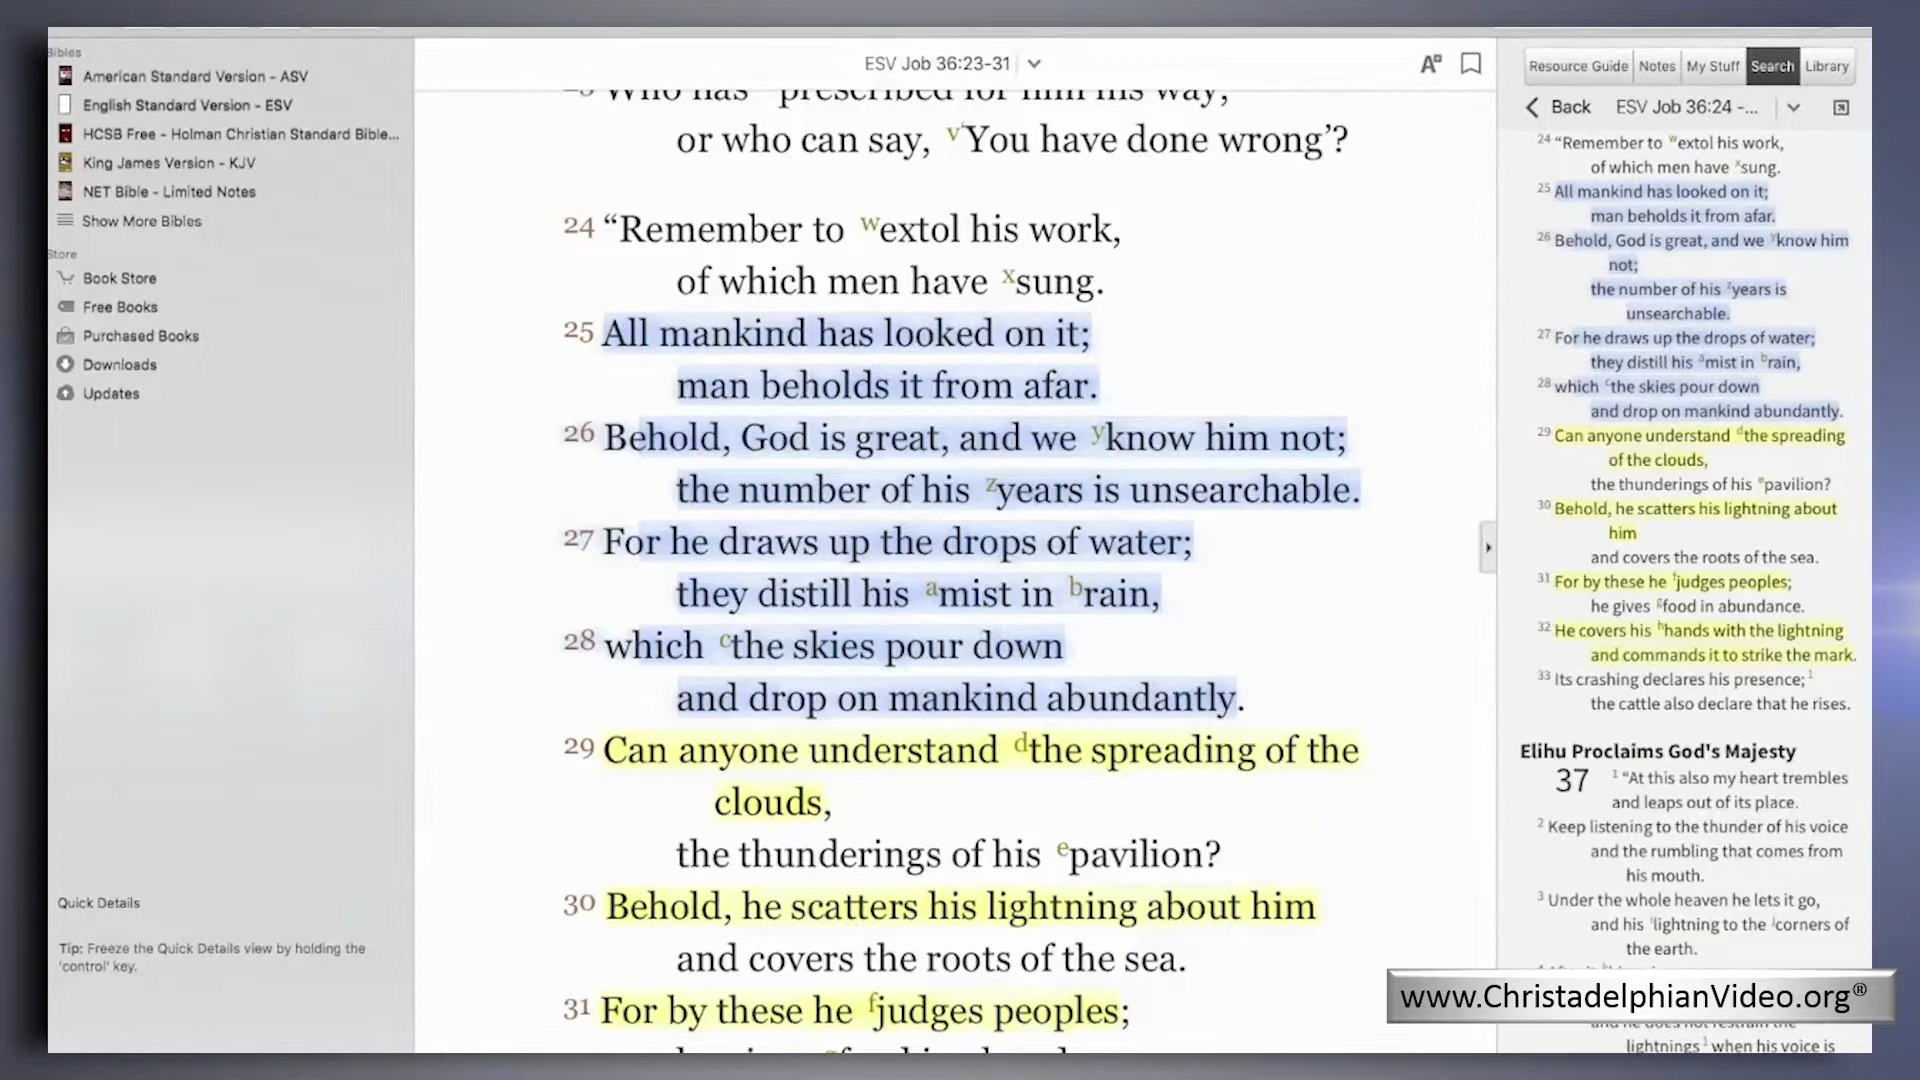 Bibles
American Standard Version - ASV
English Standard Version - ESV
HCSB Free - Holman Christian Standard Bible...
King James Version - KJV
NET Bible - Limited Notes
Show More Bibles
Store
Book Store
Free Books
Purchased Books
Downloads
Updates
Quick Details
Tip: Freeze the Quick Details view by holding the
'control' key.
ESV Job 36:23-31
23 Who has prescribed for him his way,
or who can say, v‘You have done wrong’?
24 “Remember to wextol his work,
of which men have xsung.
25 All mankind has looked on it;
man beholds it from afar.
26 Behold, God is great, and we yknow him not;
the number of his zyears is unsearchable.
27 For he draws up the drops of water;
they distill his amist in brain,
28 which cthe skies pour down
and drop on mankind abundantly.
29 Can anyone understand dthe spreading of the
clouds,
the thunderings of his epavilion?
30 Behold, he scatters his lightning about him
and covers the roots of the sea.
31 For by these he fjudges peoples;
Resource Guide Notes My Stuff Search Library
Back ESV Job 36:24 -...
24 “Remember to wextol his work,
of which men have xsung.
25 All mankind has looked on it;
man beholds it from afar.
26 Behold, God is great, and we yknow him
not;
the number of his zyears is
unsearchable.
27 For he draws up the drops of water;
they distill his amist in brain,
28 which cthe skies pour down
and drop on mankind abundantly.
29 Can anyone understand dthe spreading
of the clouds,
the thunderings of his epavilion?
30 Behold, he scatters his lightning about
him
and covers the roots of the sea.
31 For by these he fjudges peoples;
he gives gfood in abundance.
32 He covers his hhands with the lightning
and commands it to strike the mark.
33 Its crashing declares his presence;1
the cattle also declare that he rises.
Elihu Proclaims God's Majesty
37 1 “At this also my heart trembles
and leaps out of its place.
2 Keep listening to the thunder of his voice
and the rumbling that comes from
his mouth.
3 Under the whole heaven he lets it go,
and his ilightning to the jcorners of
the earth.
www.ChristadelphianVideo.org®
and he does not restrain the
lightnings1 when his voice is